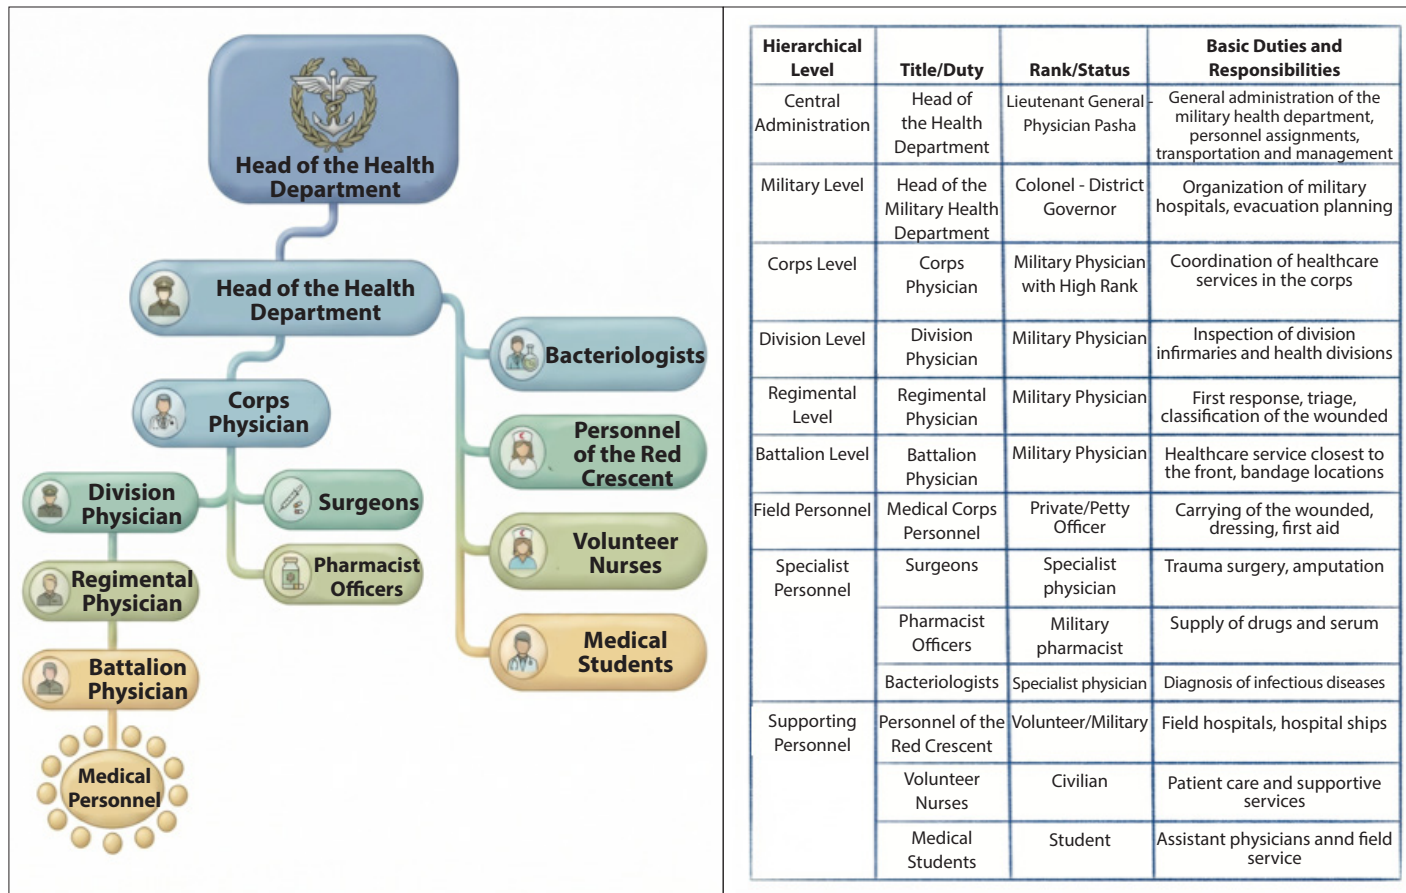 Head of the Health
Department
Head of the Health
Department
Corps
Physician
Division
Physician
Surgeons
Pharmacist
Officers
Regimental
Physician
Battalion
Physician
Medical
Personnel
Bacteriologists
Personnel
of the Red
Crescent
Volunteer
Nurses
Medical
Students
Hierarchical
Level
Title/Duty
Rank/Status
Basic Duties and
Responsibilities
Central
Administration
Head of
the Health
Department
Lieutenant General -
Physician Pasha
General administration of the
military health department,
personnel assignments,
transportation and management
Military Level
Head of the
Military Health
Department
Colonel - District
Governor
Organization of military
hospitals, evacuation planning
Corps Level
Corps
Physician
Military Physician
with High Rank
Coordination of healthcare
services in the corps
Division Level
Division
Physician
Military Physician
Inspection of division
infirmaries and health divisions
Regimental
Level
Regimental
Physician
Military Physician
First response, triage,
classification of the wounded
Battalion Level
Battalion
Physician
Military Physician
Healthcare service closest to
the front, bandage locations
Field Personnel
Medical Corps
Personnel
Private/Petty
Officer
Carrying of the wounded,
dressing, first aid
Specialist
Personnel
Surgeons
Specialist
physician
Trauma surgery, amputation
Pharmacist
Officers
Military
pharmacist
Supply of drugs and serum
Bacteriologists
Specialist physician
Diagnosis of infectious diseases
Supporting
Personnel
Personnel of the
Red Crescent
Volunteer/Military
Field hospitals, hospital ships
Volunteer
Nurses
Civilian
Patient care and supportive
services
Medical
Students
Student
Assistant physicians annd field
service